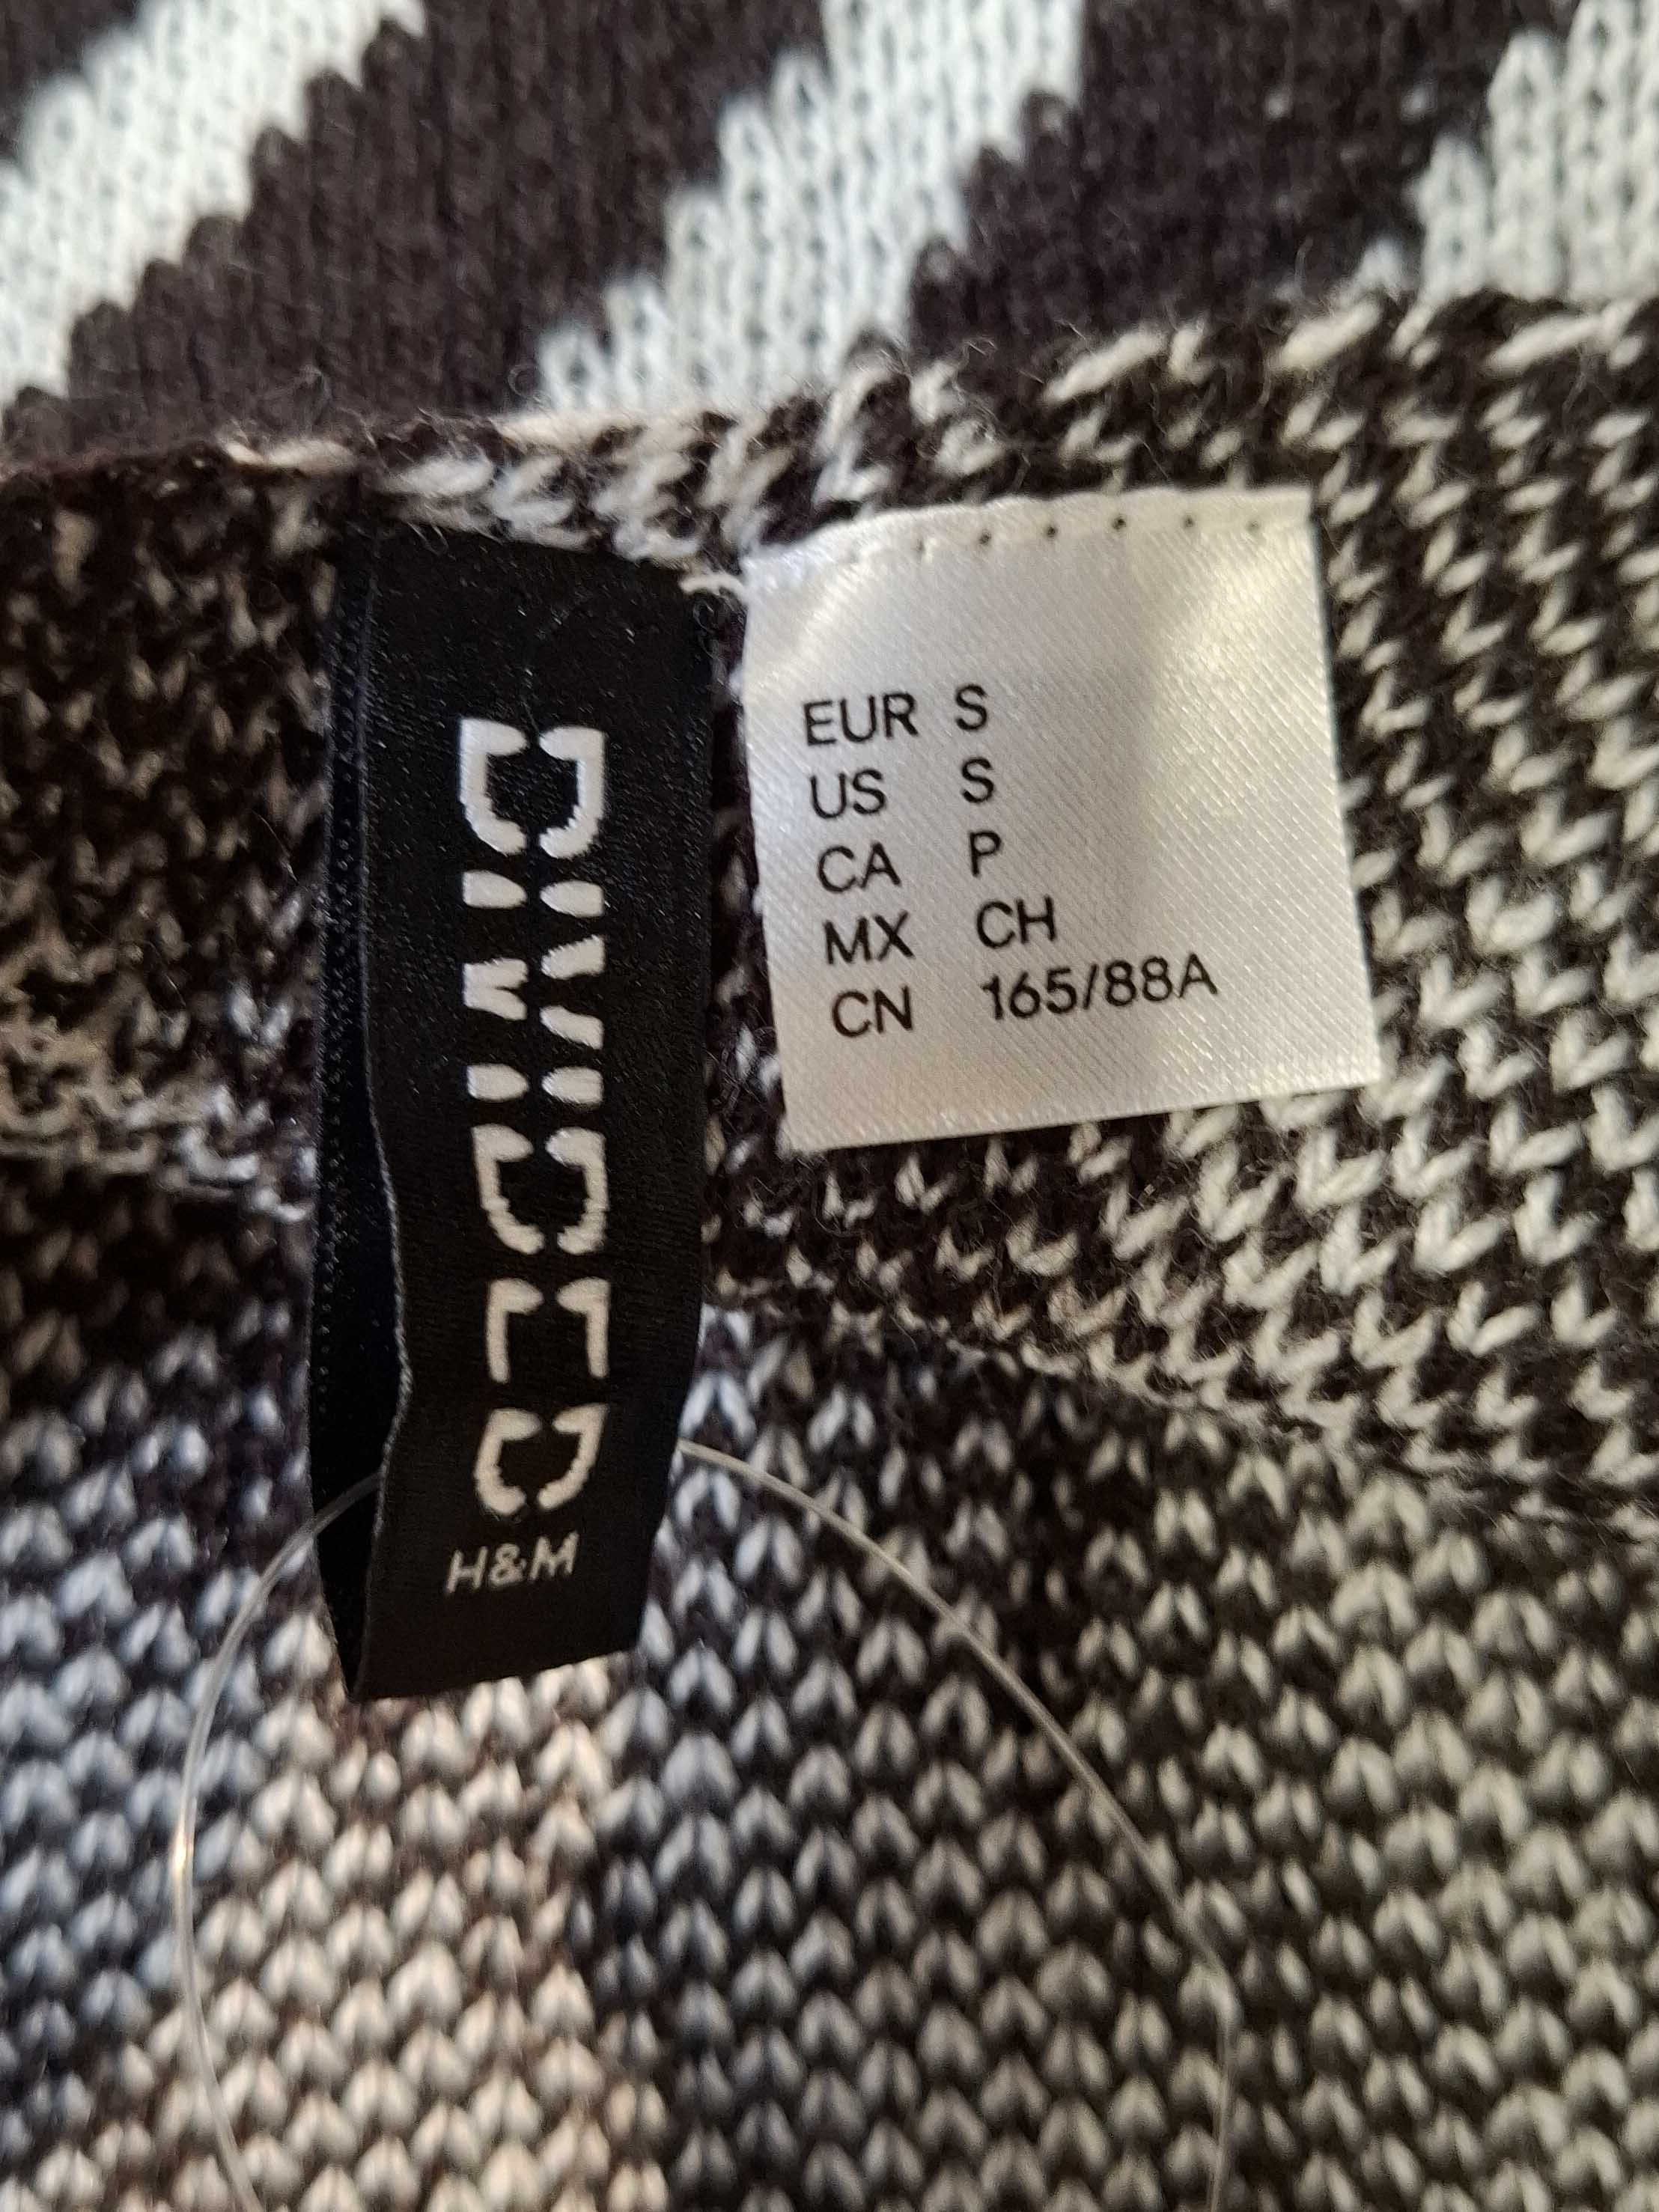 DIVIDED
H&M
EUR S
US S
CA P
MX CH
CN 165/88A